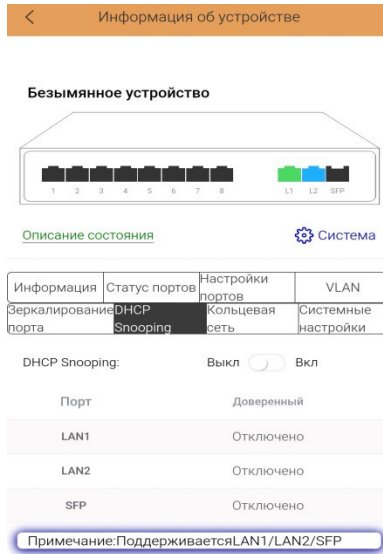 Информация об устройстве
Безымянное устройство
1 2 3 4 5 6 7 8 L1 L2 SFP
Описание состояния Система
Информация Статус портов Настройки портов VLAN
Зеркалирование порта DHCP Snooping Кольцевая сеть Системные настройки
DHCP Snooping: Выкл Вкл
Порт Доверенный
LAN1 Отключено
LAN2 Отключено
SFP Отключено
Примечание:ПоддерживаетсяLAN1/LAN2/SFP